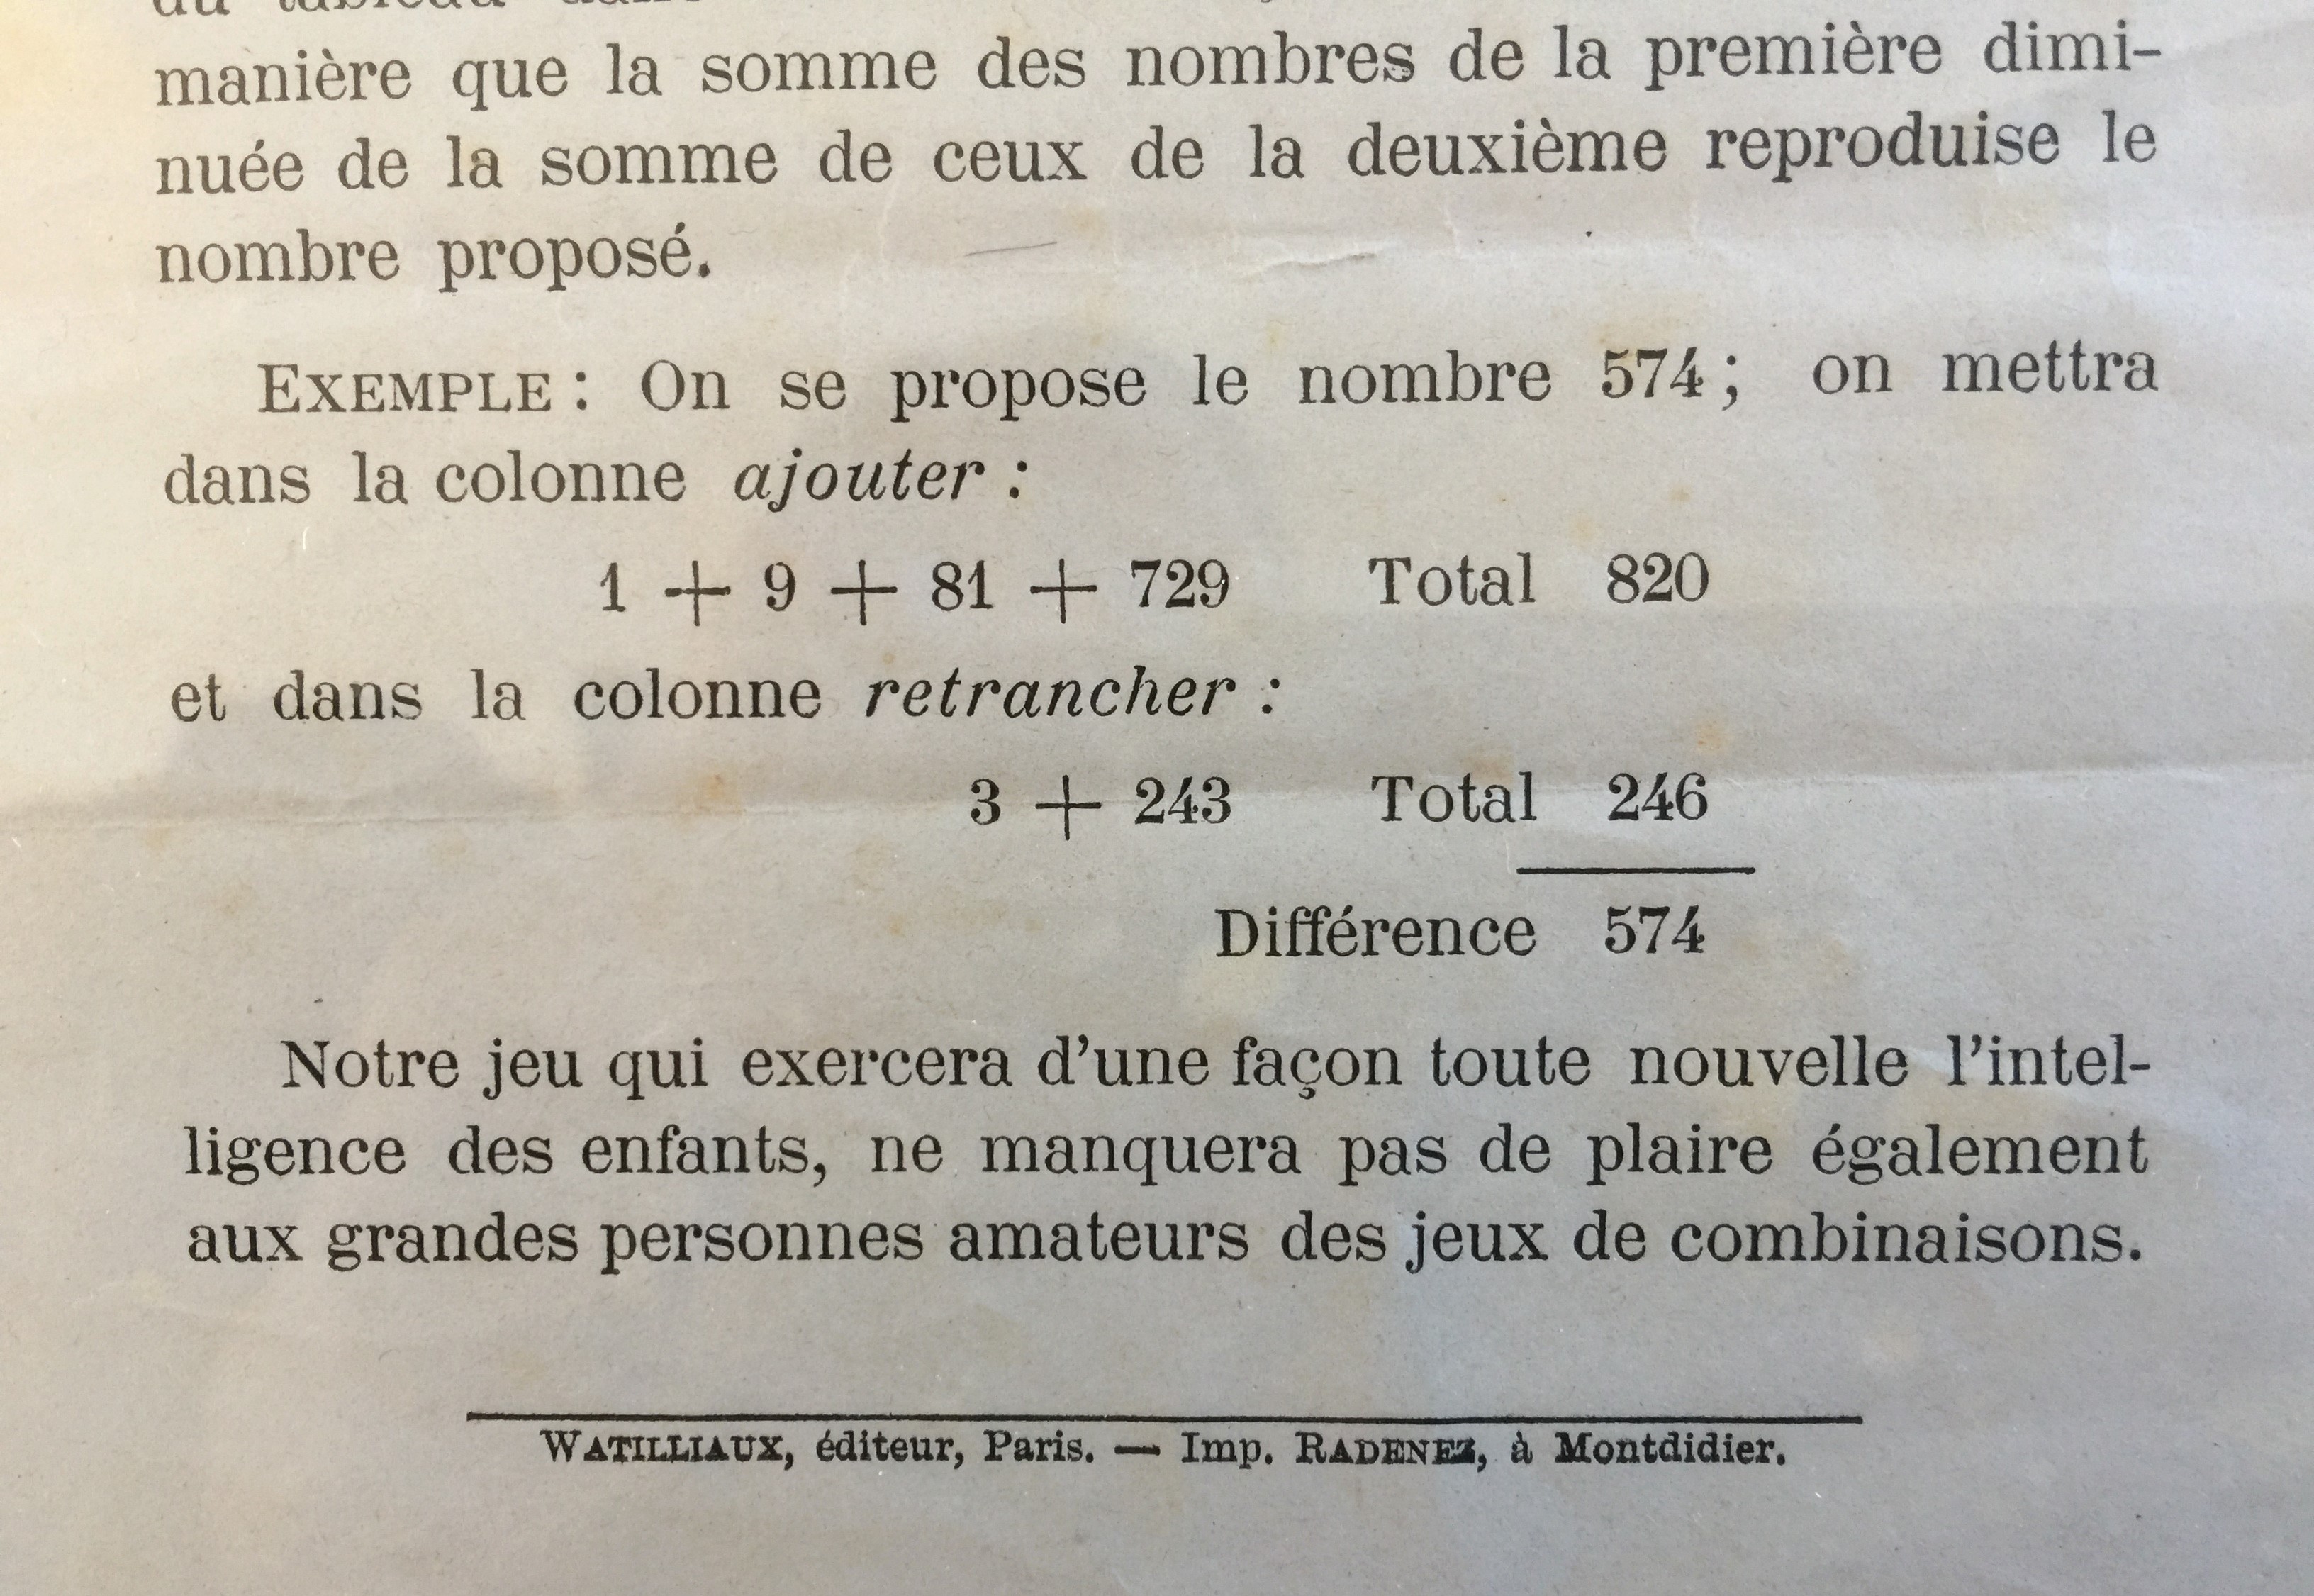 du tableau dans
manière que la somme des nombres de la première dimi-
nuée de la somme de ceux de la deuxième reproduise le
nombre proposé.
EXEMPLE : On se propose le nombre 574 ; on mettra
dans la colonne ajouter :
1 + 9 + 81 + 729 Total 820
et dans la colonne retrancher :
3 + 243 Total 246
Différence 574
Notre jeu qui exercera d'une façon toute nouvelle l'intel-
ligence des enfants, ne manquera pas de plaire également
aux grandes personnes amateurs des jeux de combinaisons.
WATILLIAUX, éditeur, Paris. — Imp. RADENEZ, à Montdidier.